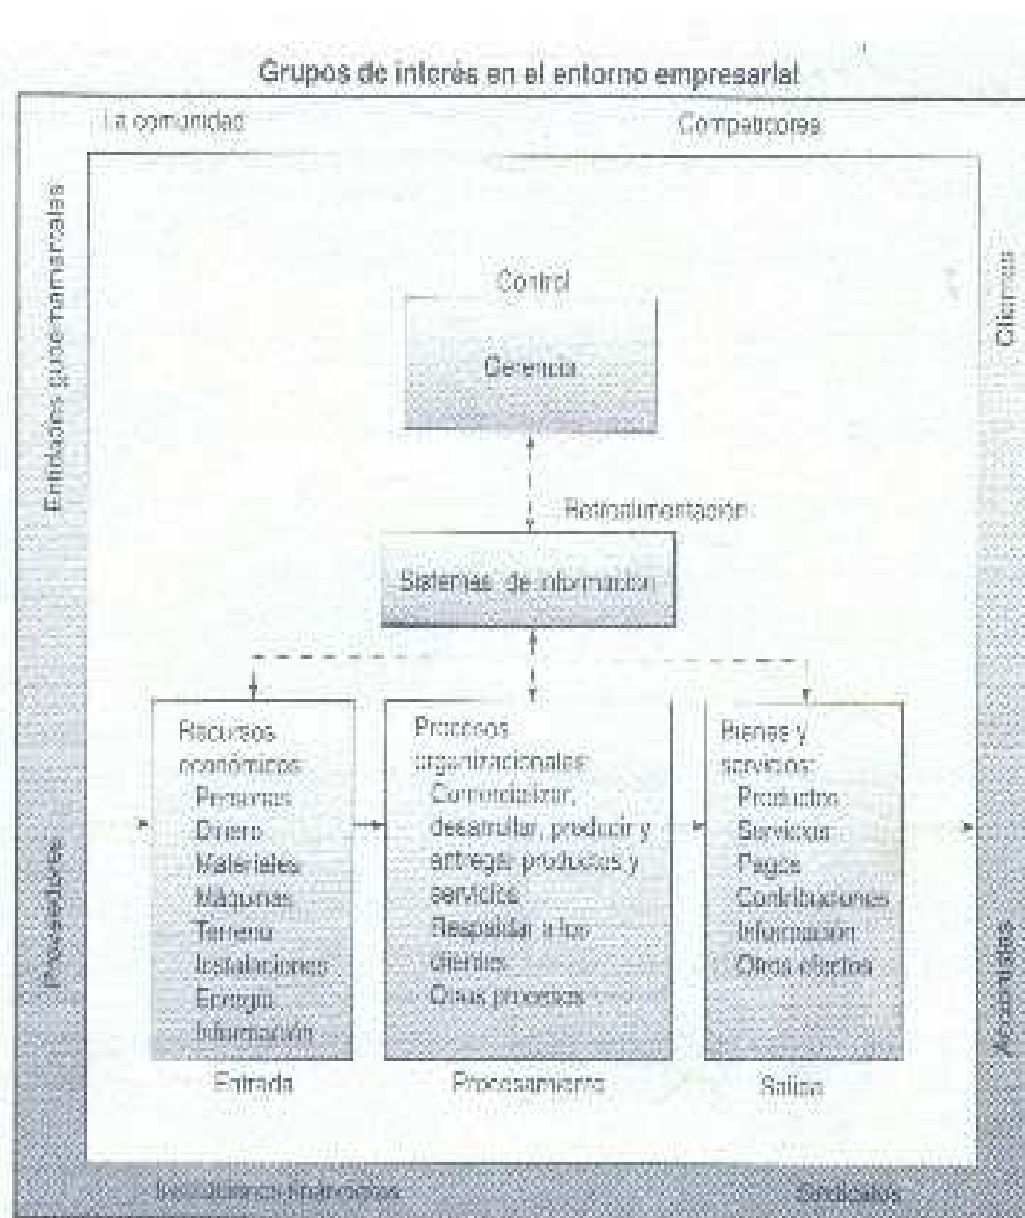 Grupos de interés en el entorno empresarial
La comunidad
Competidores
Entidades gubernamentales
Clientes
Control
Gerencia
Retroalimentación
Sistemas de información
Recursos
económicos:
Personas
Dinero
Materiales
Máquinas
Terreno
Instalaciones
Energía
Información
Entrada
Procesos
organizacionales:
Comercializar,
desarrollar, producir y
entregar productos y
servicios
Respaldar a los
clientes
Otros procesos
Procesamiento
Bienes y
servicios:
Productos
Servicios
Pagos
Contribuciones
Información
Otros efectos
Salida
Proveedores
Accionistas
Instituciones financieras
Sindicatos